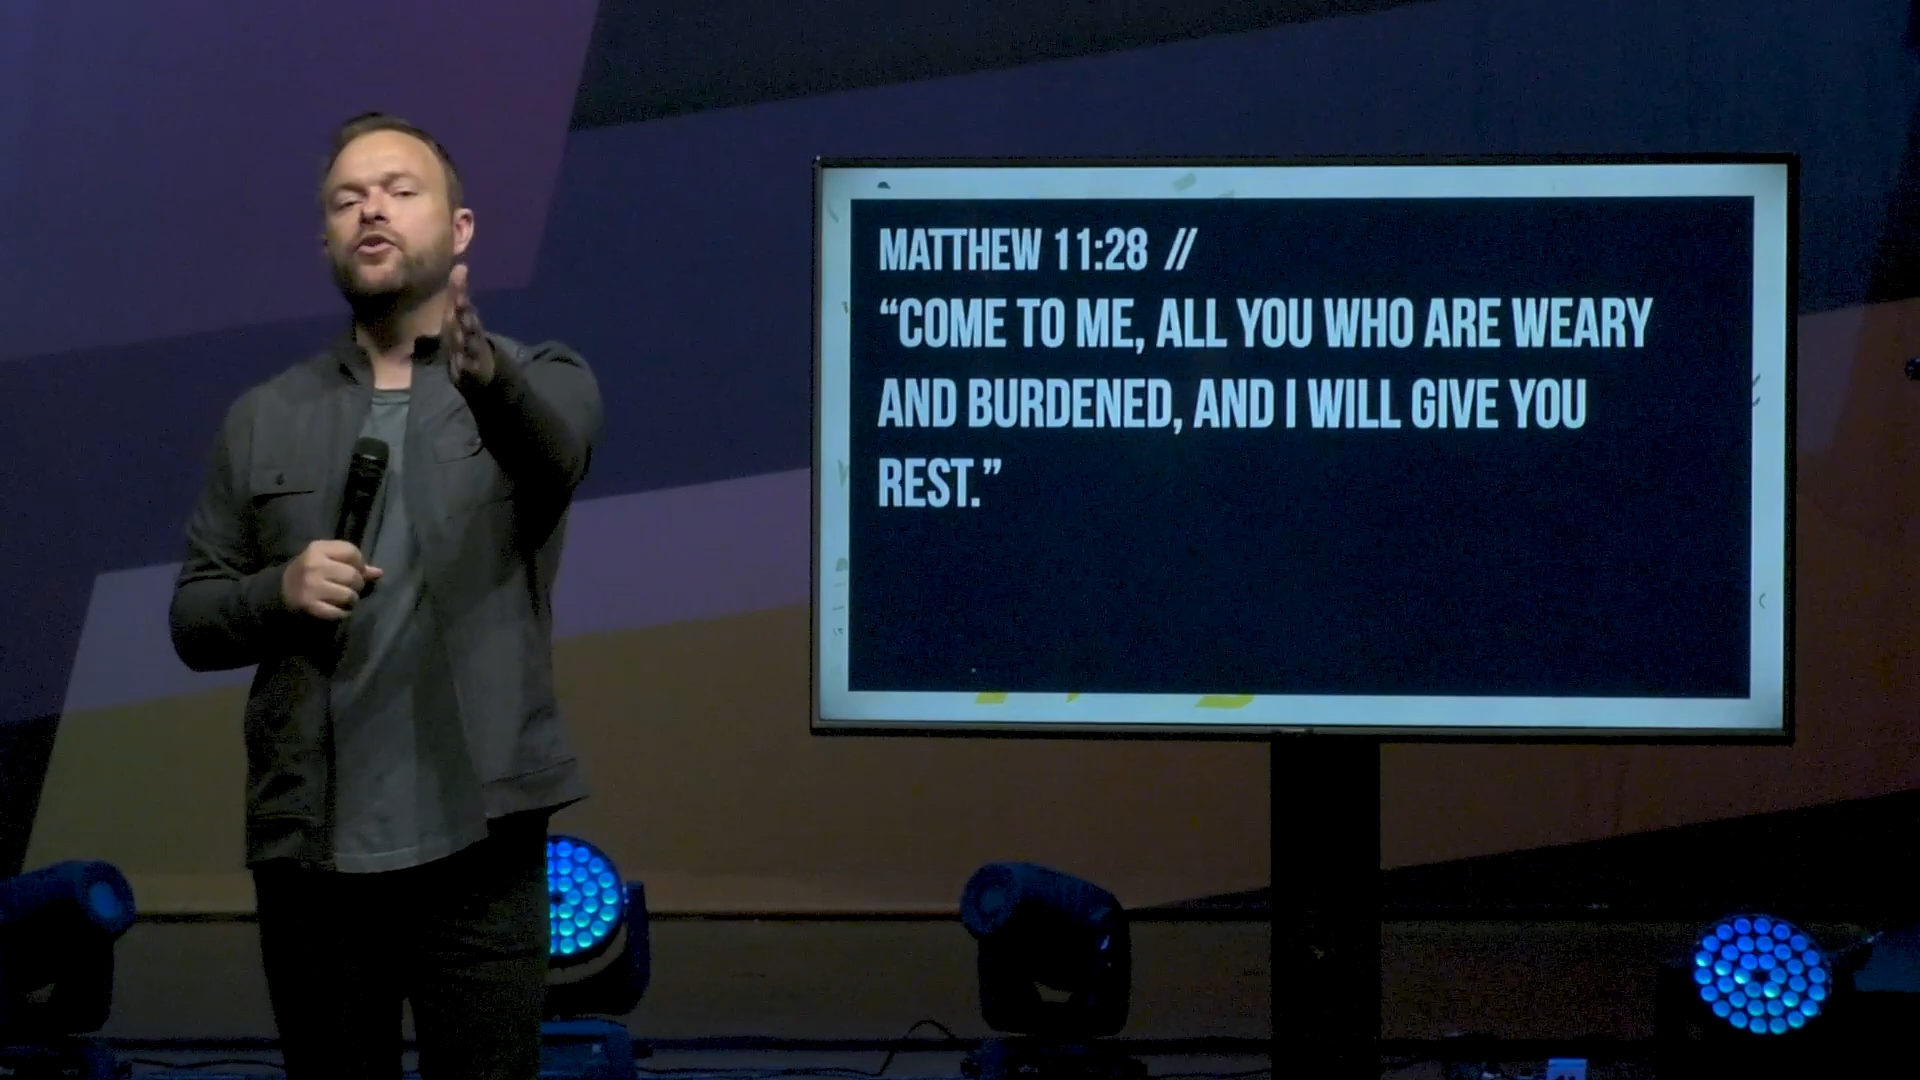 MATTHEW 11:28 //
“COME TO ME, ALL YOU WHO ARE WEARY
AND BURDENED, AND I WILL GIVE YOU
REST.”